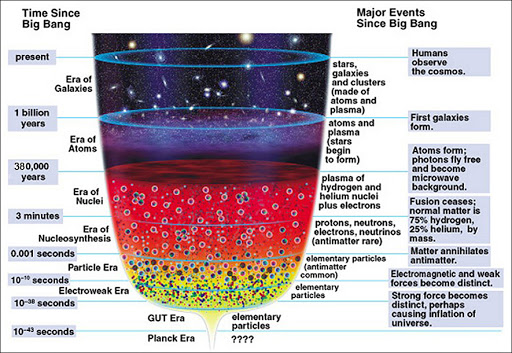 Time Since
Big Bang
Major Events
Since Big Bang
present
Era of
Galaxies
stars,
galaxies
and clusters
(made of
atoms and
plasma)
Humans
observe
the cosmos.
1 billion
years
Era of
Atoms
atoms and
plasma
(stars
begin
to form)
First galaxies
form.
380,000
years
Era of
Nuclei
plasma of
hydrogen and
helium nuclei
plus electrons
Atoms form;
photons fly free
and become
microwave
background.
3 minutes
Era of
Nucleosynthesis
protons, neutrons,
electrons, neutrinos
(antimatter rare)
Fusion ceases;
normal matter is
75% hydrogen,
25% helium, by
mass.
0.001 seconds
Particle Era
elementary particles
(antimatter
common)
Matter annihilates
antimatter.
10⁻¹⁰ seconds
Electroweak Era
elementary
particles
Electromagnetic and weak
forces become distinct.
10⁻³⁸ seconds
GUT Era
elementary
particles
Strong force becomes
distinct, perhaps
causing inflation of
universe.
10⁻⁴³ seconds
Planck Era
????